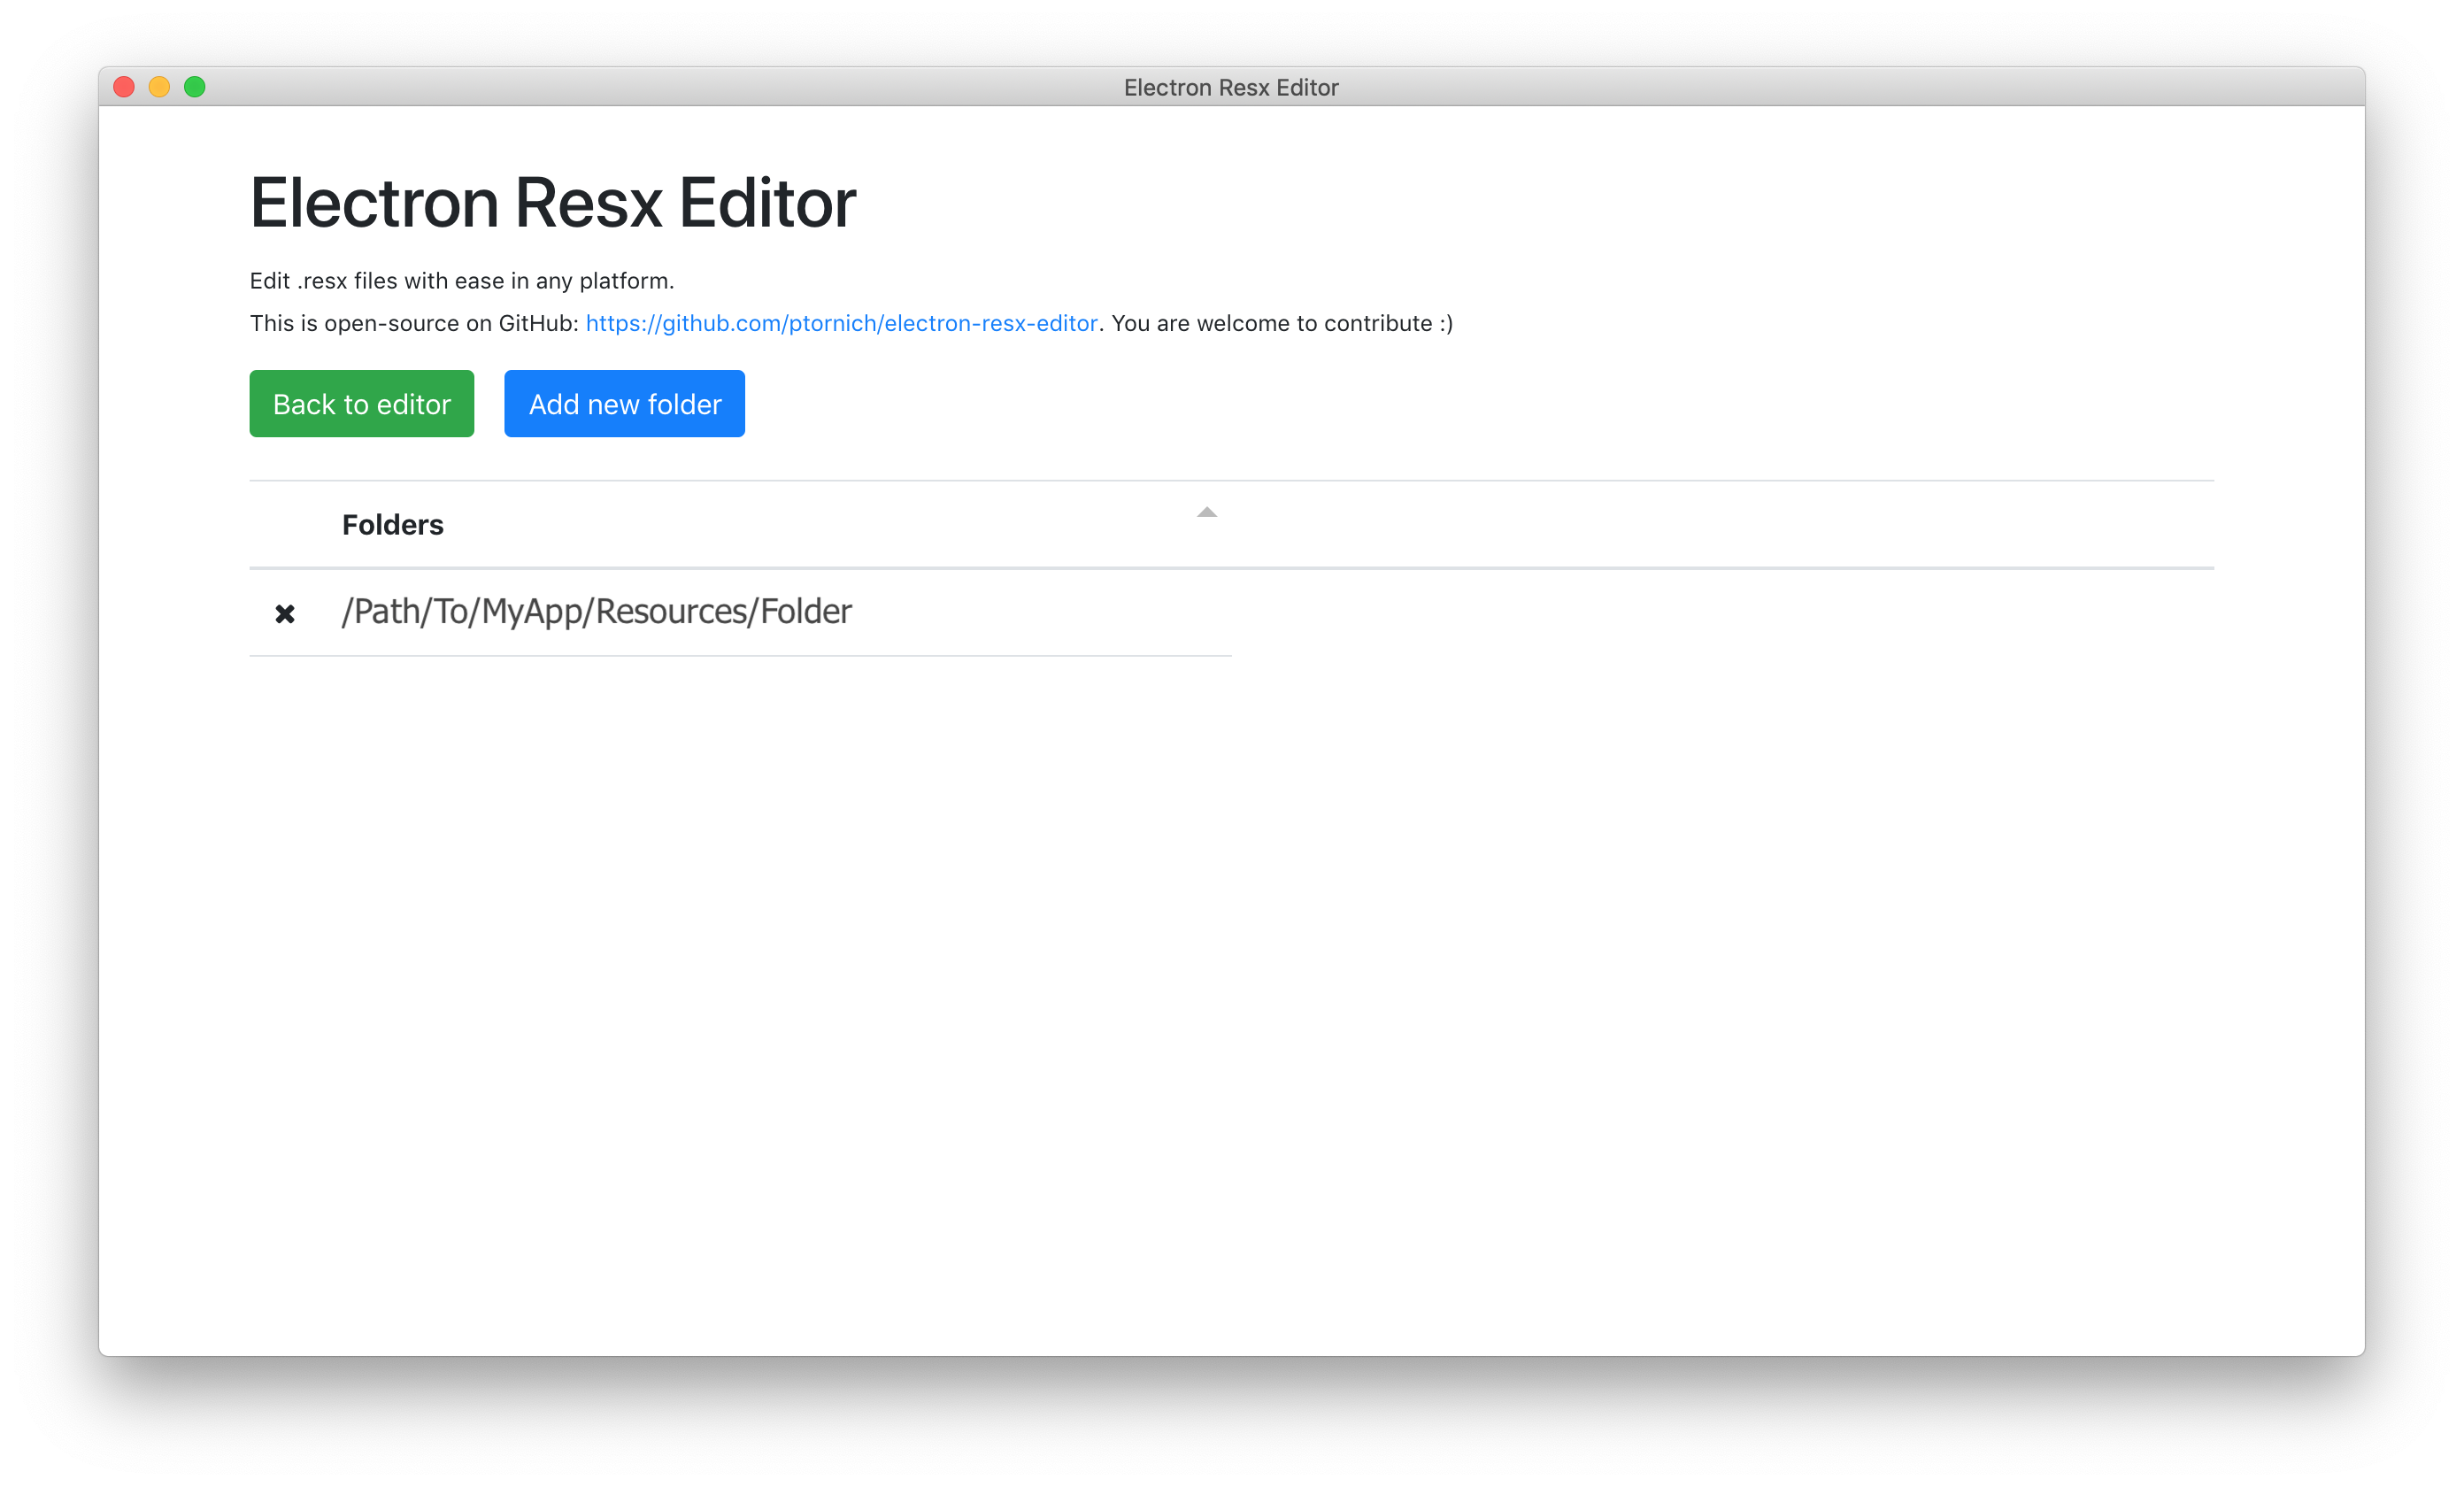 Electron Resx Editor
Electron Resx Editor
Edit .resx files with ease in any platform.
This is open-source on GitHub: https://github.com/ptornich/electron-resx-editor. You are welcome to contribute :)
Back to editor Add new folder
Folders
/Path/To/MyApp/Resources/Folder